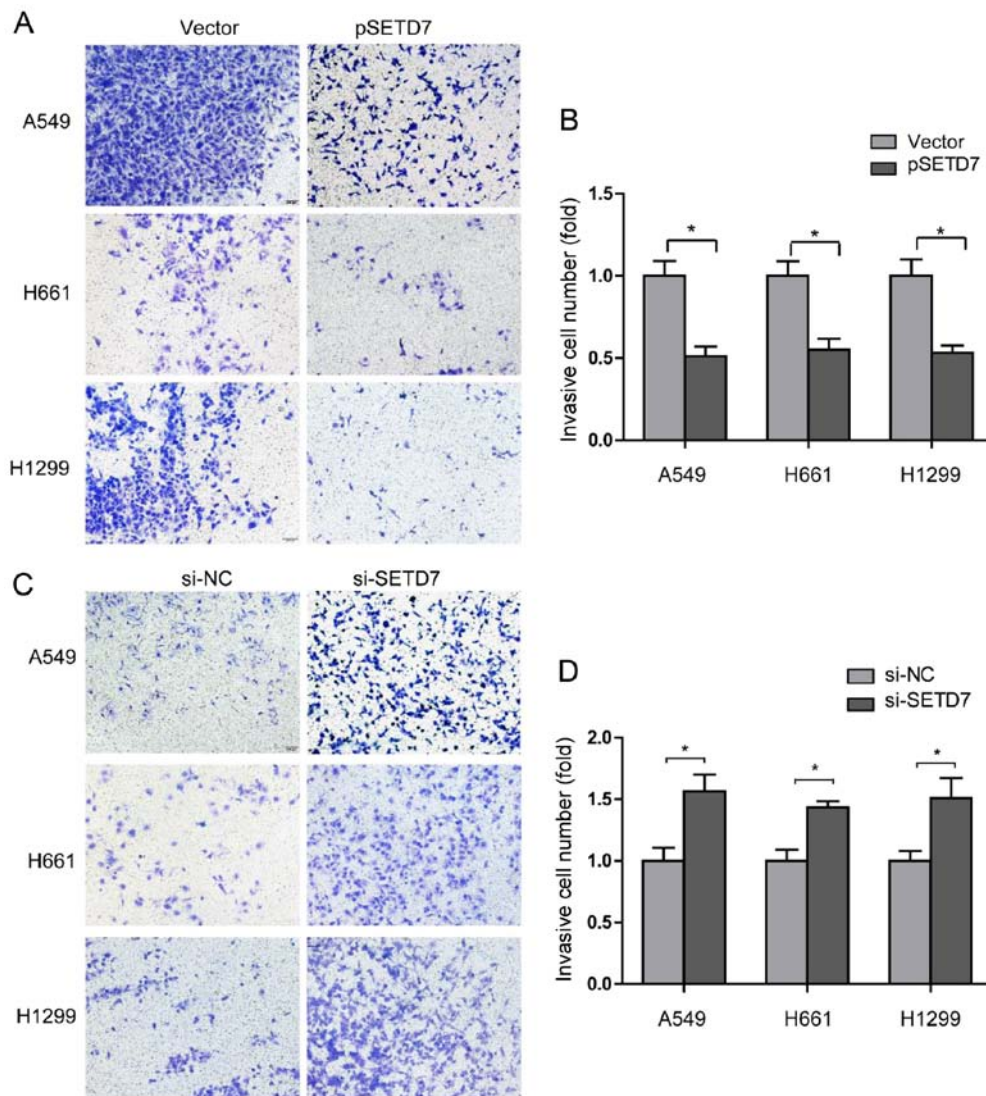 A
Vector pSETD7
A549
H661
H1299
B
Vector
pSETD7
Invasive cell number (fold)
1.5
1.0
0.5
0.0
* * *
A549 H661 H1299
C
si-NC si-SETD7
A549
H661
H1299
D
si-NC
si-SETD7
Invasive cell number (fold)
2.0
1.5
1.0
0.5
0.0
* * *
A549 H661 H1299